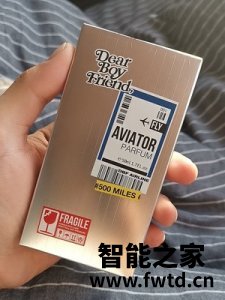 Dear
Boy
Friend,
FLY
AVIATOR
PARFUM
#500 MILES
FRAGILE
智能之家
www.fwtd.cn